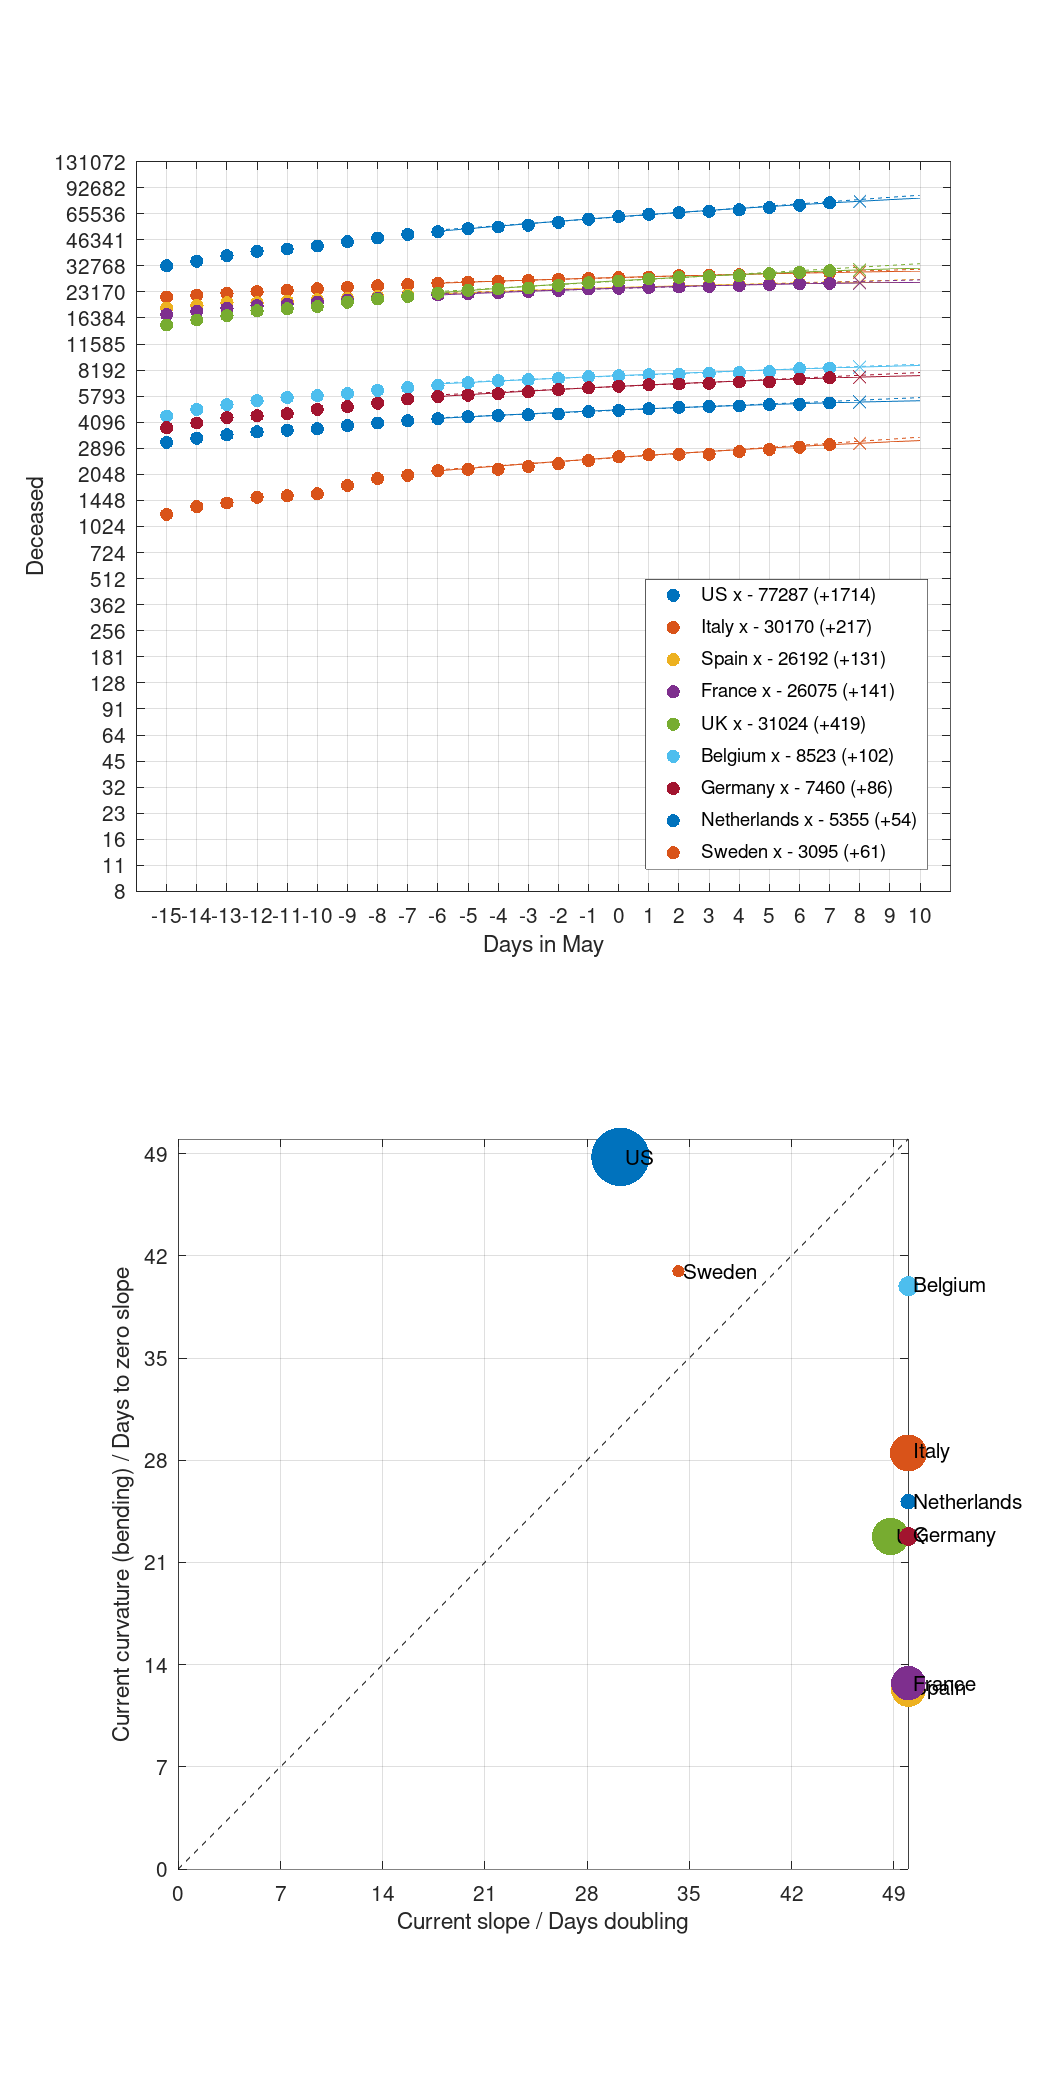 131072
92682
65536
46341
32768
23170
16384
11585
8192
5793
4096
2896
2048
1448
1024
724
512
362
256
181
128
91
64
45
32
23
16
11
8
Deceased
US x - 77287 (+1714)
Italy x - 30170 (+217)
Spain x - 26192 (+131)
France x - 26075 (+141)
UK x - 31024 (+419)
Belgium x - 8523 (+102)
Germany x - 7460 (+86)
Netherlands x - 5355 (+54)
Sweden x - 3095 (+61)
-15 -14 -13 -12 -11 -10 -9 -8 -7 -6 -5 -4 -3 -2 -1 0 1 2 3 4 5 6 7 8 9 10
Days in May
49
42
35
28
21
14
7
0
Current curvature (bending) / Days to zero slope
US
Sweden
Belgium
Italy
Netherlands
UK
Germany
France
Spain
0 7 14 21 28 35 42 49
Current slope / Days doubling